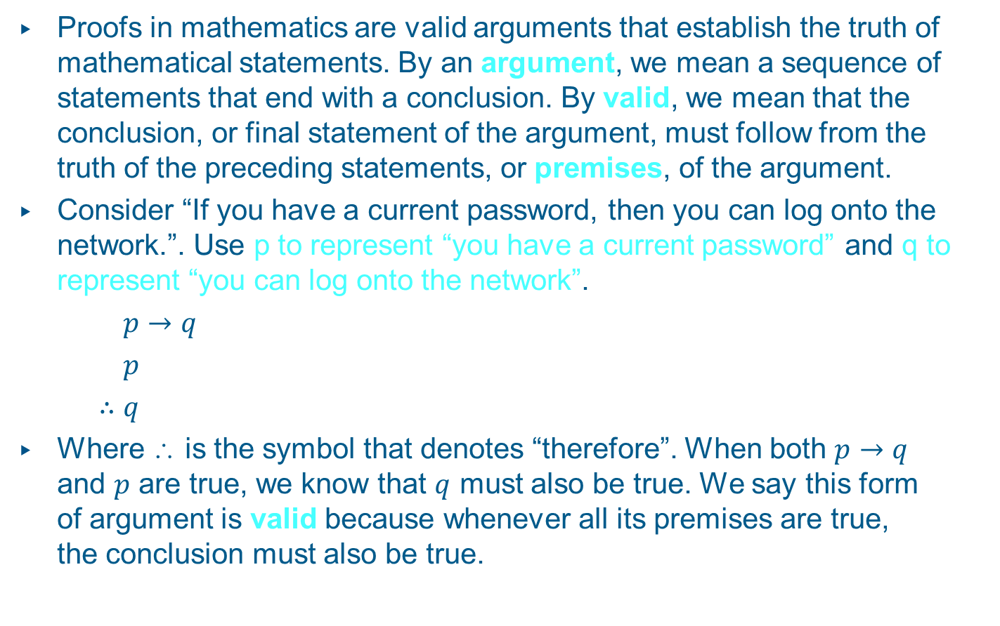 ▸ Proofs in mathematics are valid arguments that establish the truth of
mathematical statements. By an argument, we mean a sequence of
statements that end with a conclusion. By valid, we mean that the
conclusion, or final statement of the argument, must follow from the
truth of the preceding statements, or premises, of the argument.
▸ Consider “If you have a current password, then you can log onto the
network.”. Use p to represent “you have a current password” and q to
represent “you can log onto the network”.
𝑝 → 𝑞
𝑝
∴ 𝑞
▸ Where ∴ is the symbol that denotes “therefore”. When both 𝑝 → 𝑞
and 𝑝 are true, we know that 𝑞 must also be true. We say this form
of argument is valid because whenever all its premises are true,
the conclusion must also be true.